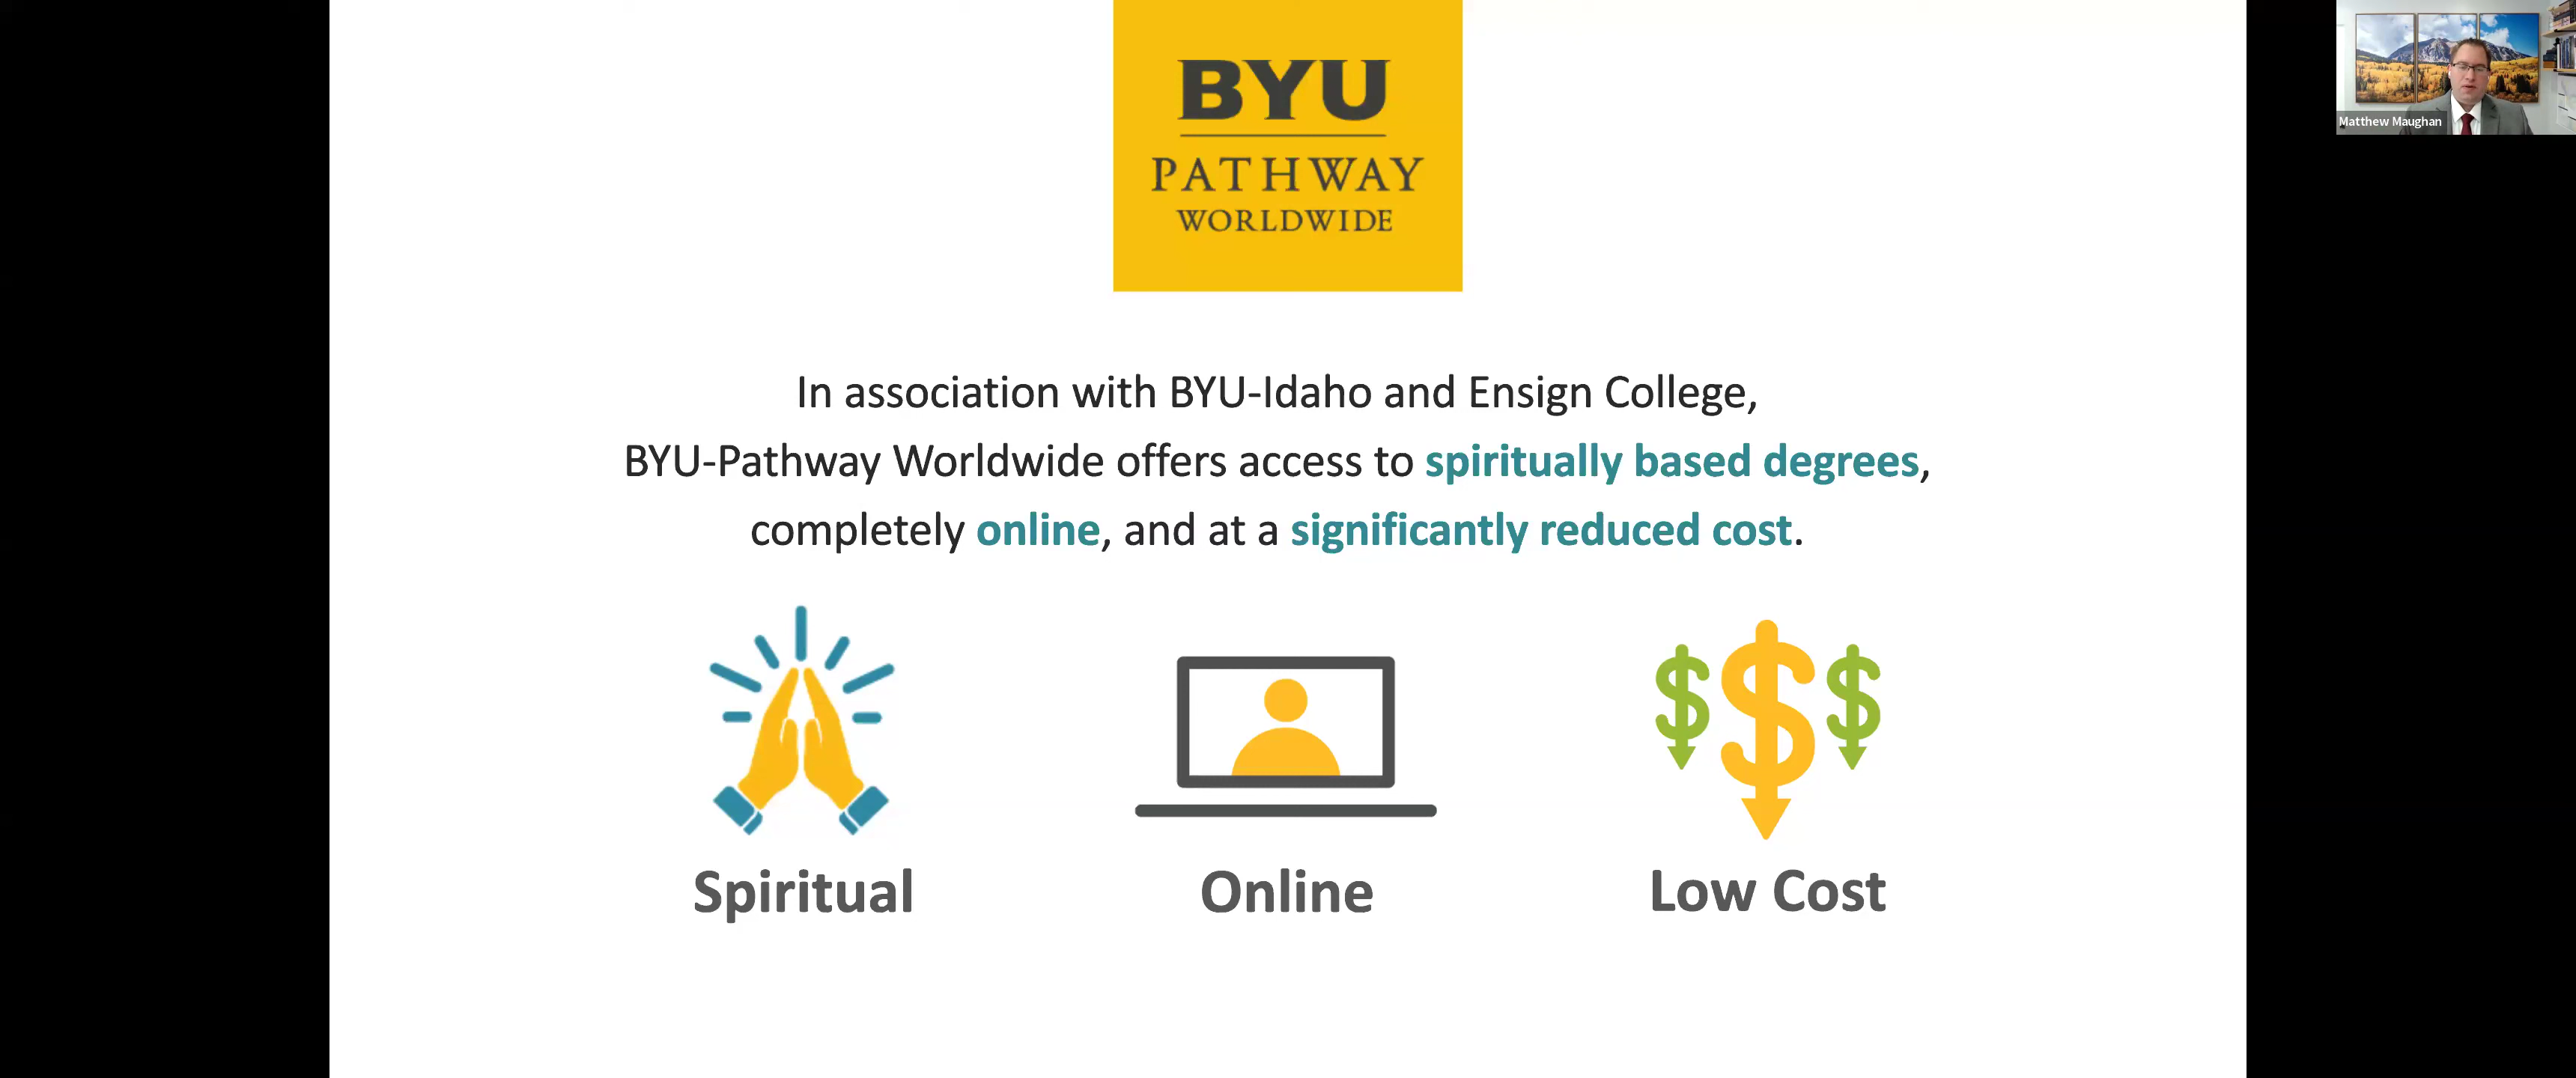 BYU
PATHWAY
WORLDWIDE
Matthew Maughan
In association with BYU-Idaho and Ensign College,
BYU-Pathway Worldwide offers access to spiritually based degrees,
completely online, and at a significantly reduced cost.
Spiritual
Online
Low Cost